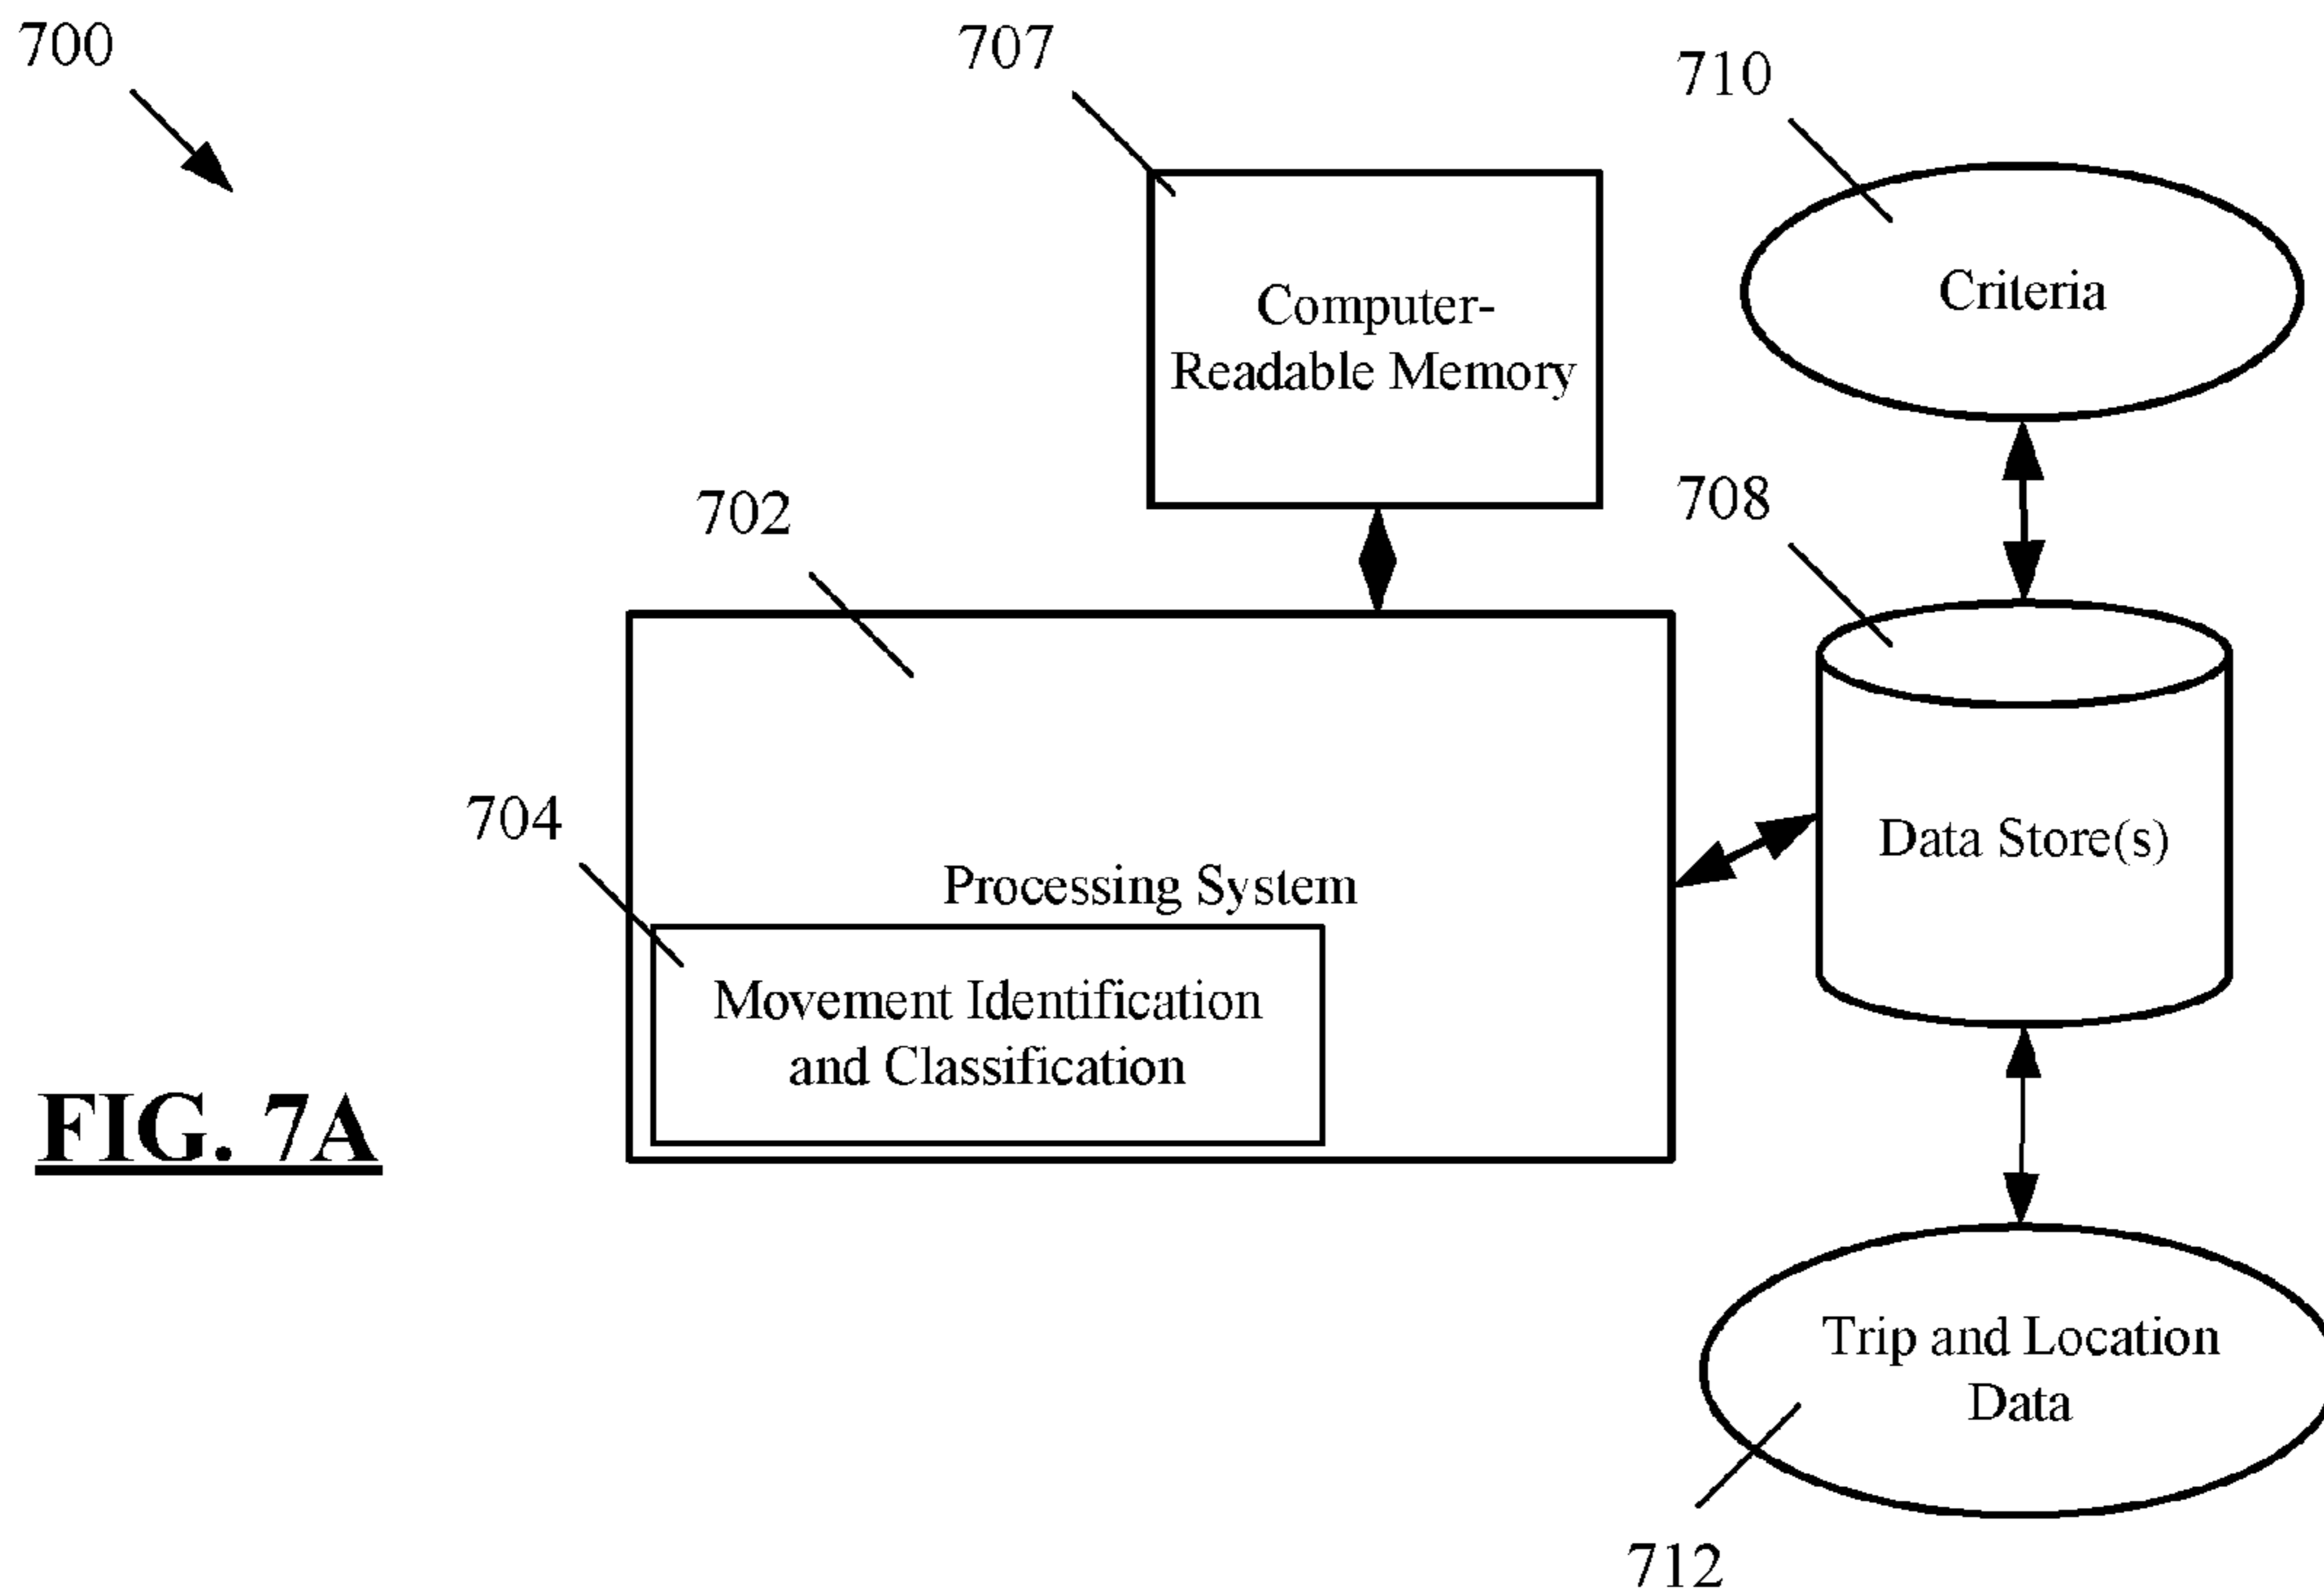 700
707
710
Computer-
Readable Memory
Criteria
702
708
704
Processing System
Data Store(s)
Movement Identification
and Classification
FIG. 7A
Trip and Location
Data
712